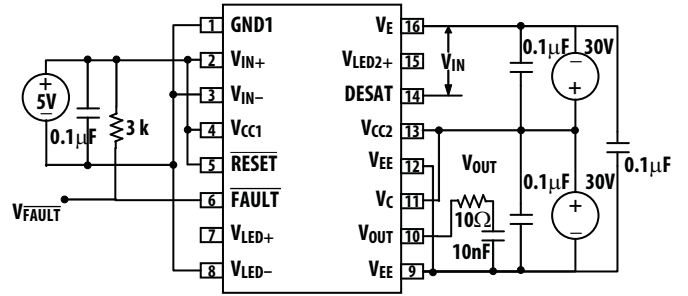 1 GND1
2 VIN+
3 VIN–
4 VCC1
5 RESET
6 FAULT
7 VLED+
8 VLED–
VE 16
VLED2+ 15
DESAT 14
VCC2 13
VEE 12
VC 11
VOUT 10
VEE 9
+
5V
–
0.1µF
3 k
VFAULT
VIN
0.1µF
30V
–
+
VOUT
0.1µF
0.1µF
30V
+
–
10Ω
10nF